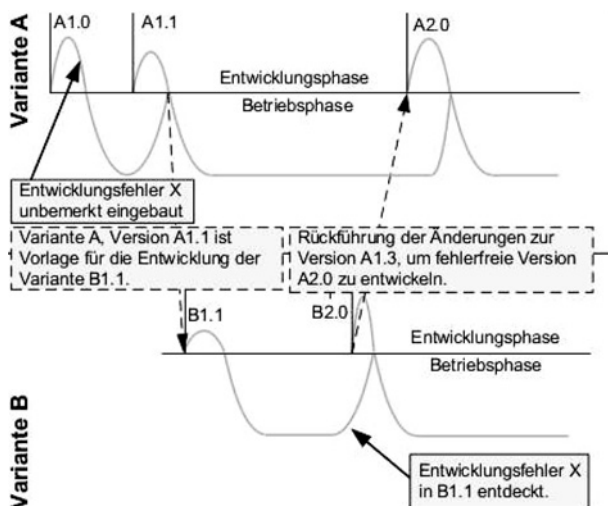 Variante A
A1.0
A1.1
A2.0
Entwicklungsphase
Betriebsphase
Entwicklungsfehler X
unbemerkt eingebaut
Variante A, Version A1.1 ist
Vorlage für die Entwicklung der
Variante B1.1.
Rückführung der Änderungen zur
Version A1.3, um fehlerfreie Version
A2.0 zu entwickeln.
Variante B
B1.1
B2.0
Entwicklungsphase
Betriebsphase
Entwicklungsfehler X
in B1.1 entdeckt.